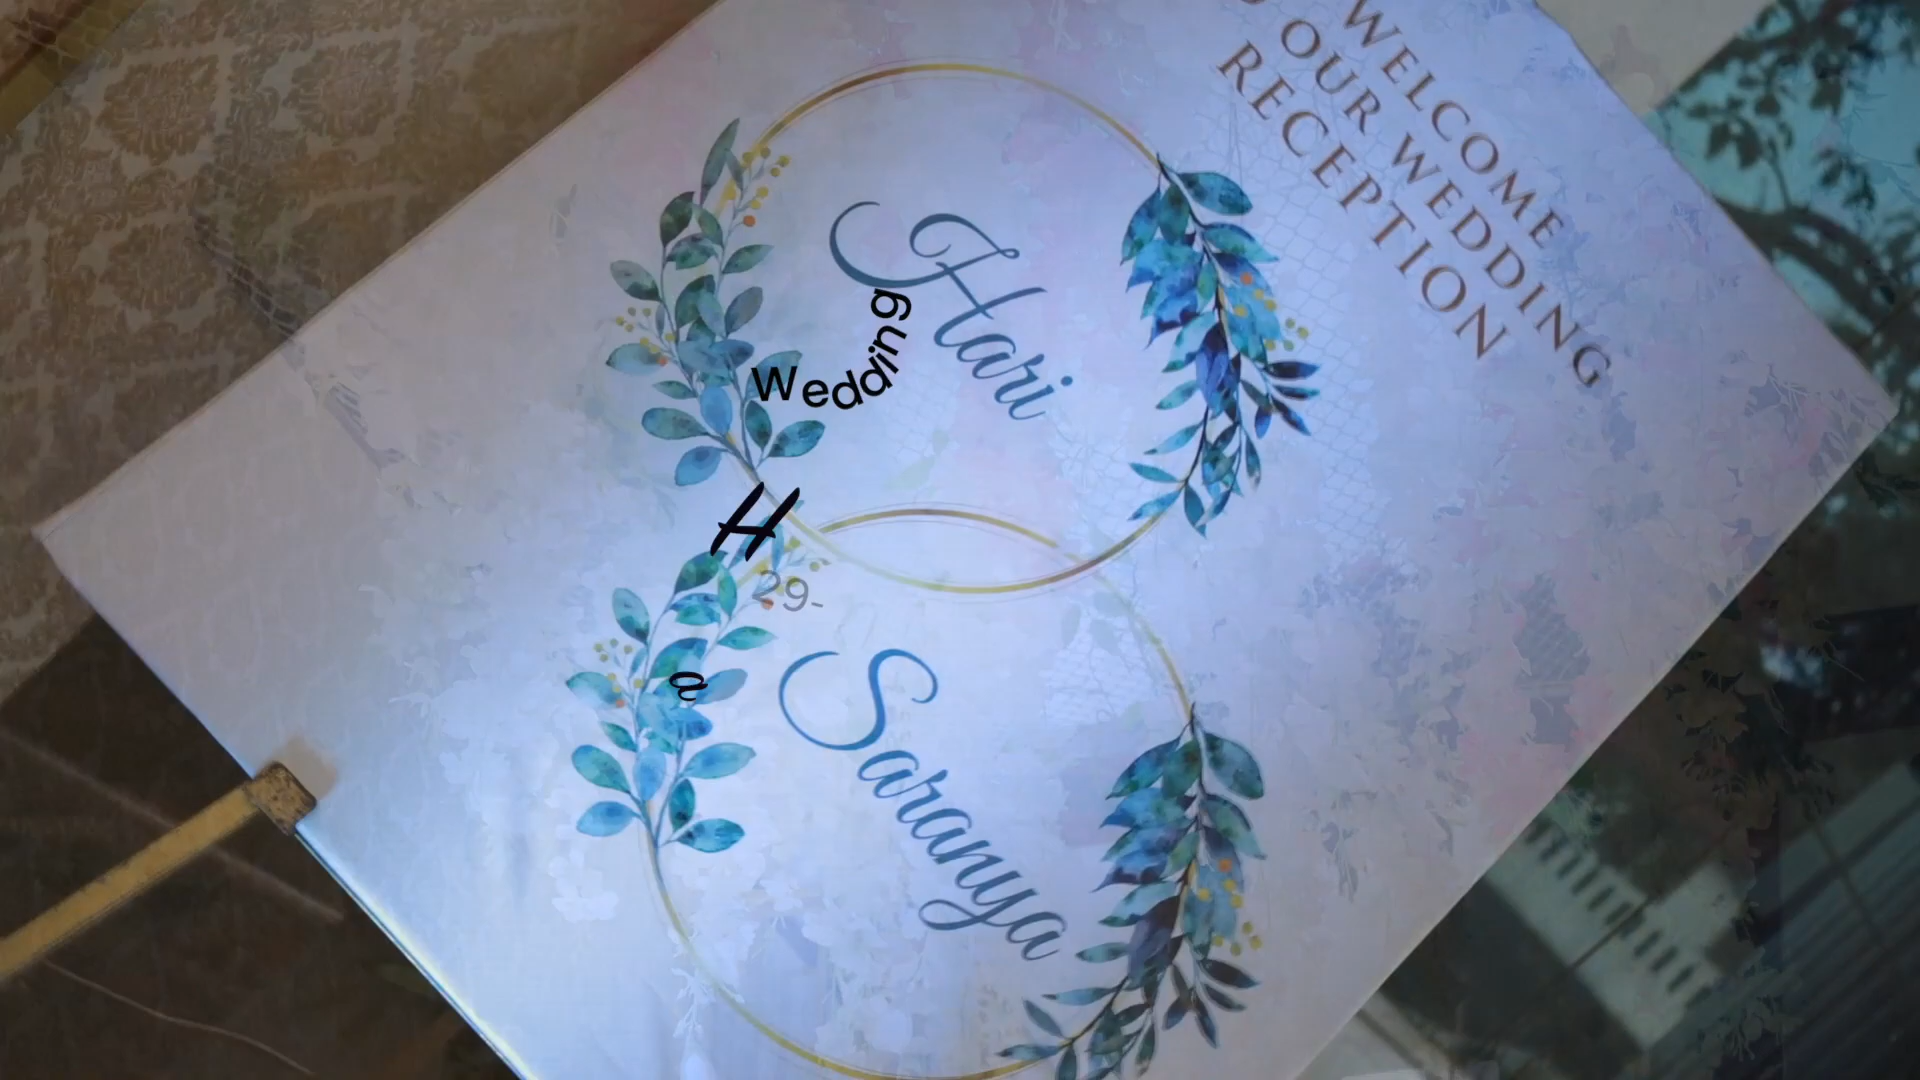 WELCOME
OUR WEDDING
RECEPTION
Hari
Wedding
H
29-
a
Saranya